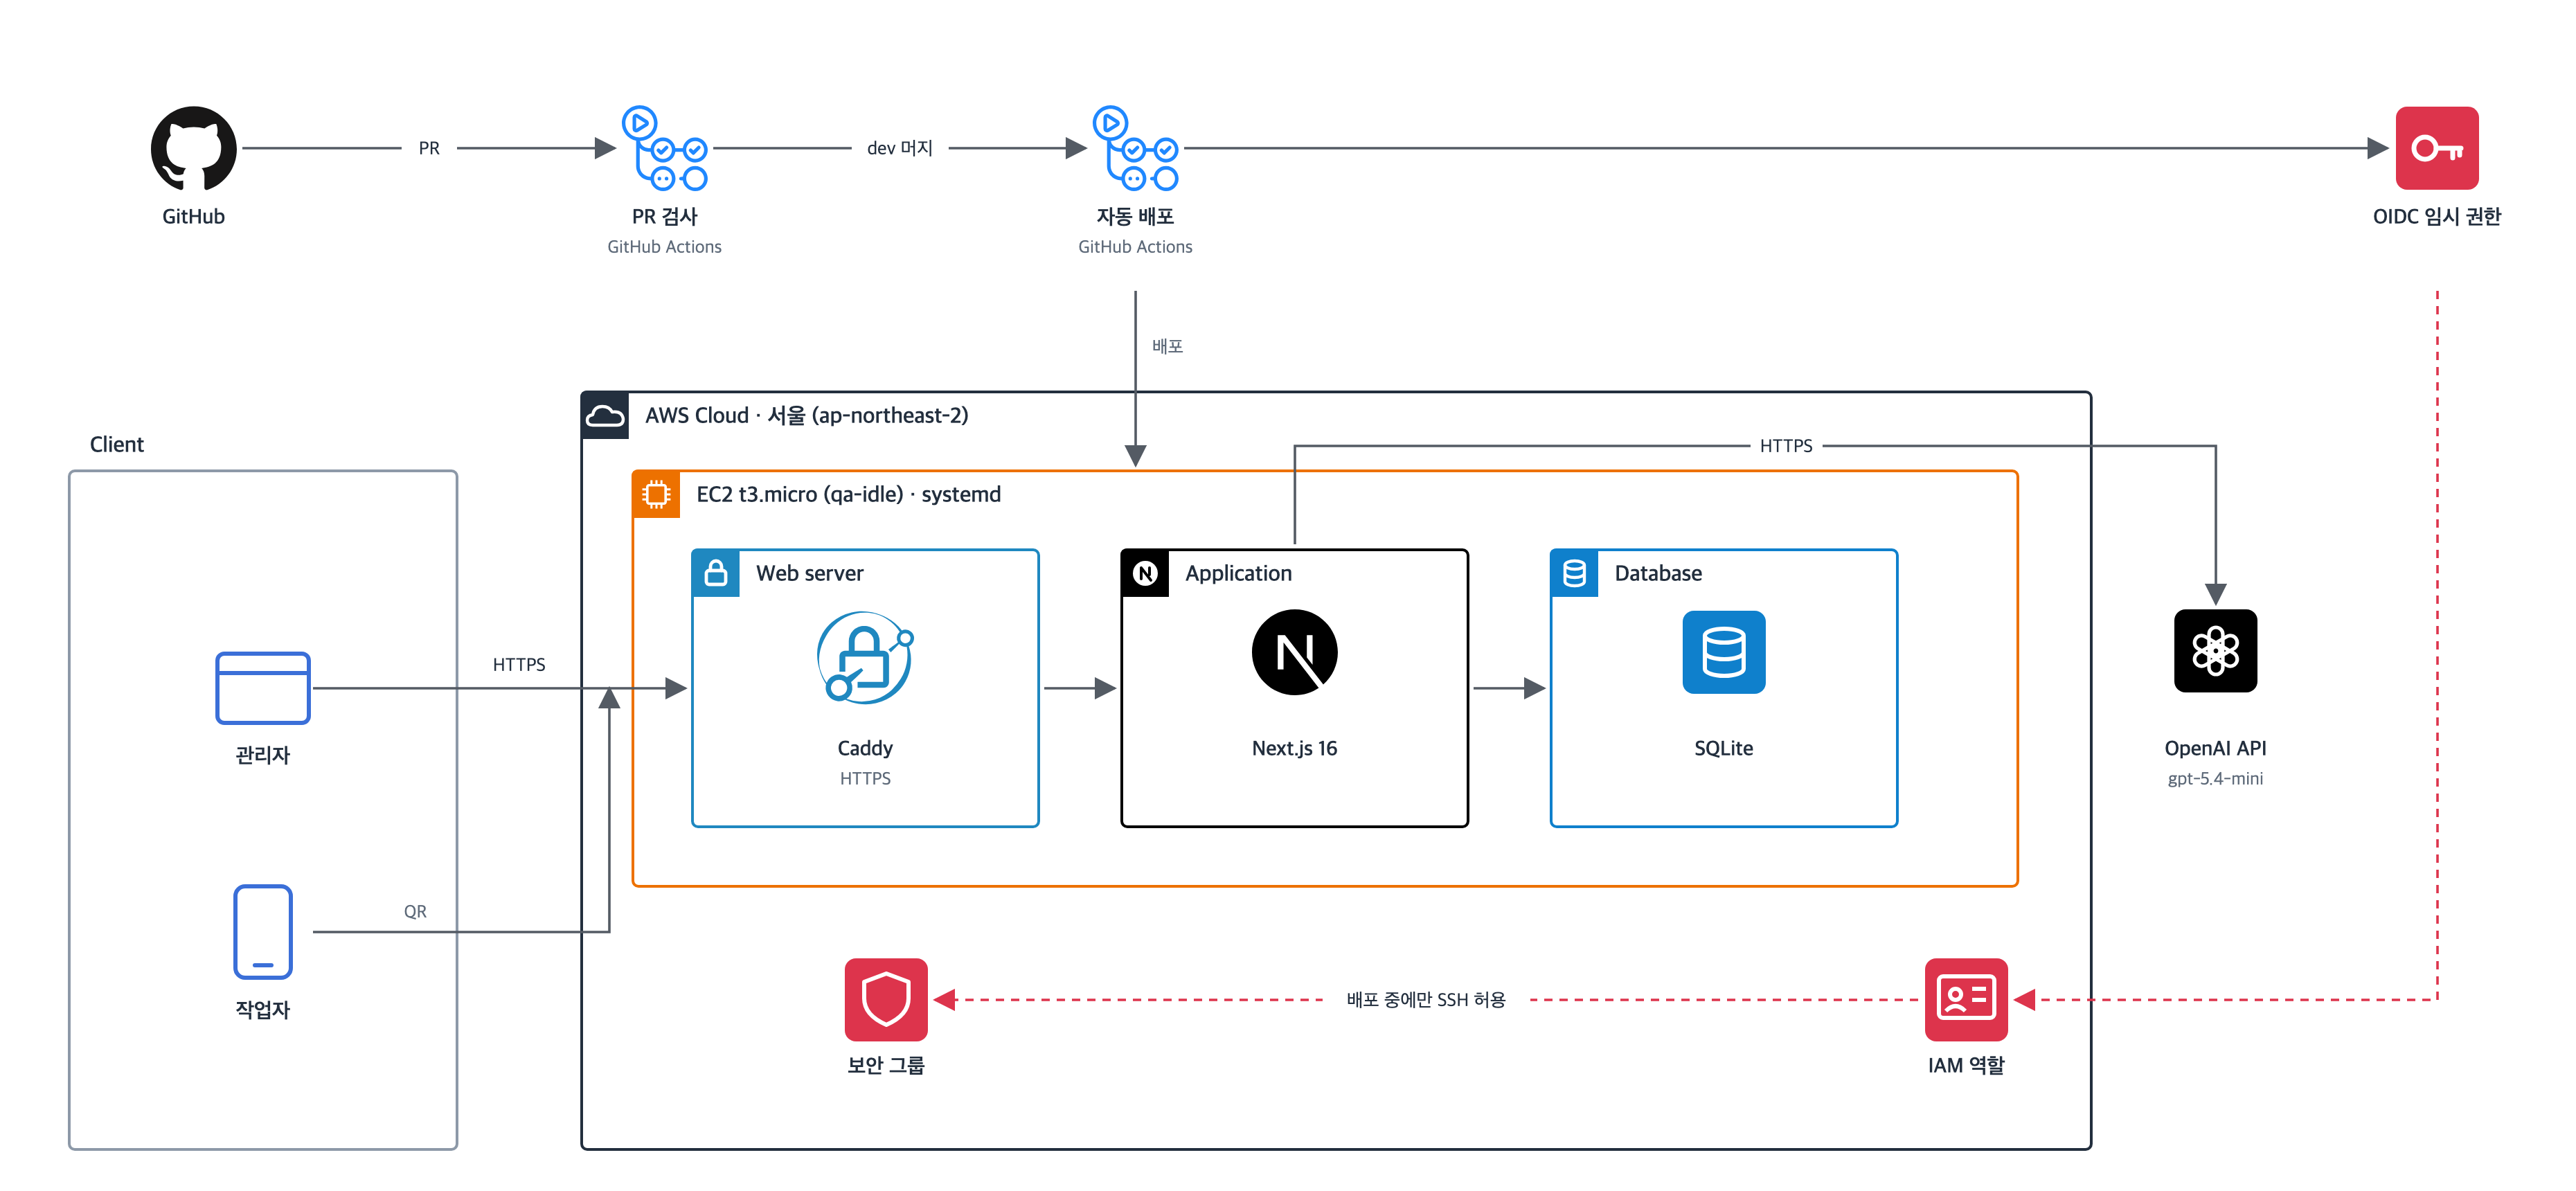 PR
dev 머지
GitHub
PR 검사
GitHub Actions
자동 배포
GitHub Actions
OIDC 임시 권한
배포
AWS Cloud · 서울 (ap-northeast-2)
Client
HTTPS
EC2 t3.micro (qa-idle) · systemd
Web server
Application
Database
HTTPS
관리자
Caddy
HTTPS
Next.js 16
SQLite
OpenAI API
gpt-5.4-mini
QR
작업자
배포 중에만 SSH 허용
보안 그룹
IAM 역할